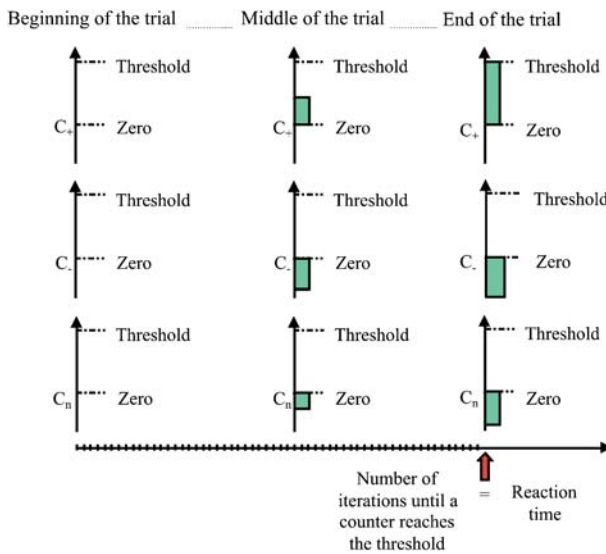 Beginning of the trial Middle of the trial End of the trial
Threshold Threshold Threshold
C+ Zero C+ Zero C+ Zero
Threshold Threshold Threshold
C- Zero C- Zero C- Zero
Threshold Threshold Threshold
Cn Zero Cn Zero Cn Zero
Number of
iterations until a = Reaction
counter reaches time
the threshold